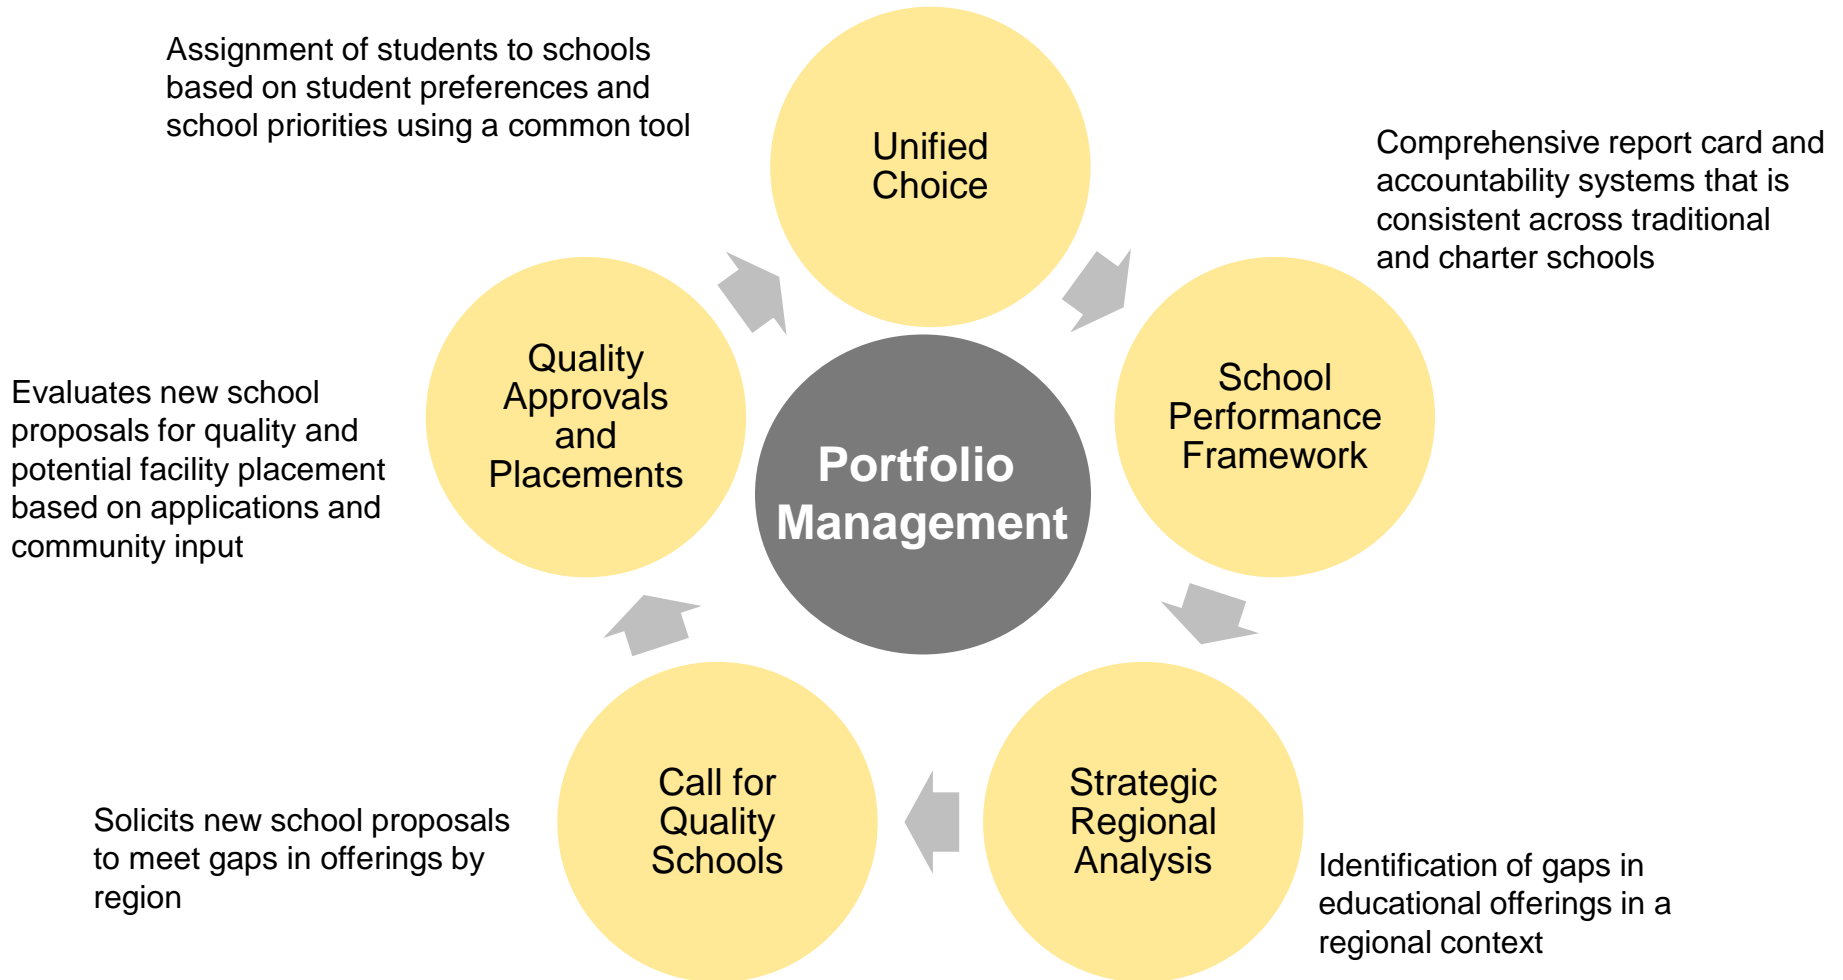 Assignment of students to schools
based on student preferences and
school priorities using a common tool
Unified
Choice
Comprehensive report card and
accountability systems that is
consistent across traditional
and charter schools
School
Performance
Framework
Quality
Approvals
and
Placements
Evaluates new school
proposals for quality and
potential facility placement
based on applications and
community input
Portfolio
Management
Call for
Quality
Schools
Solicits new school proposals
to meet gaps in offerings by
region
Strategic
Regional
Analysis
Identification of gaps in
educational offerings in a
regional context